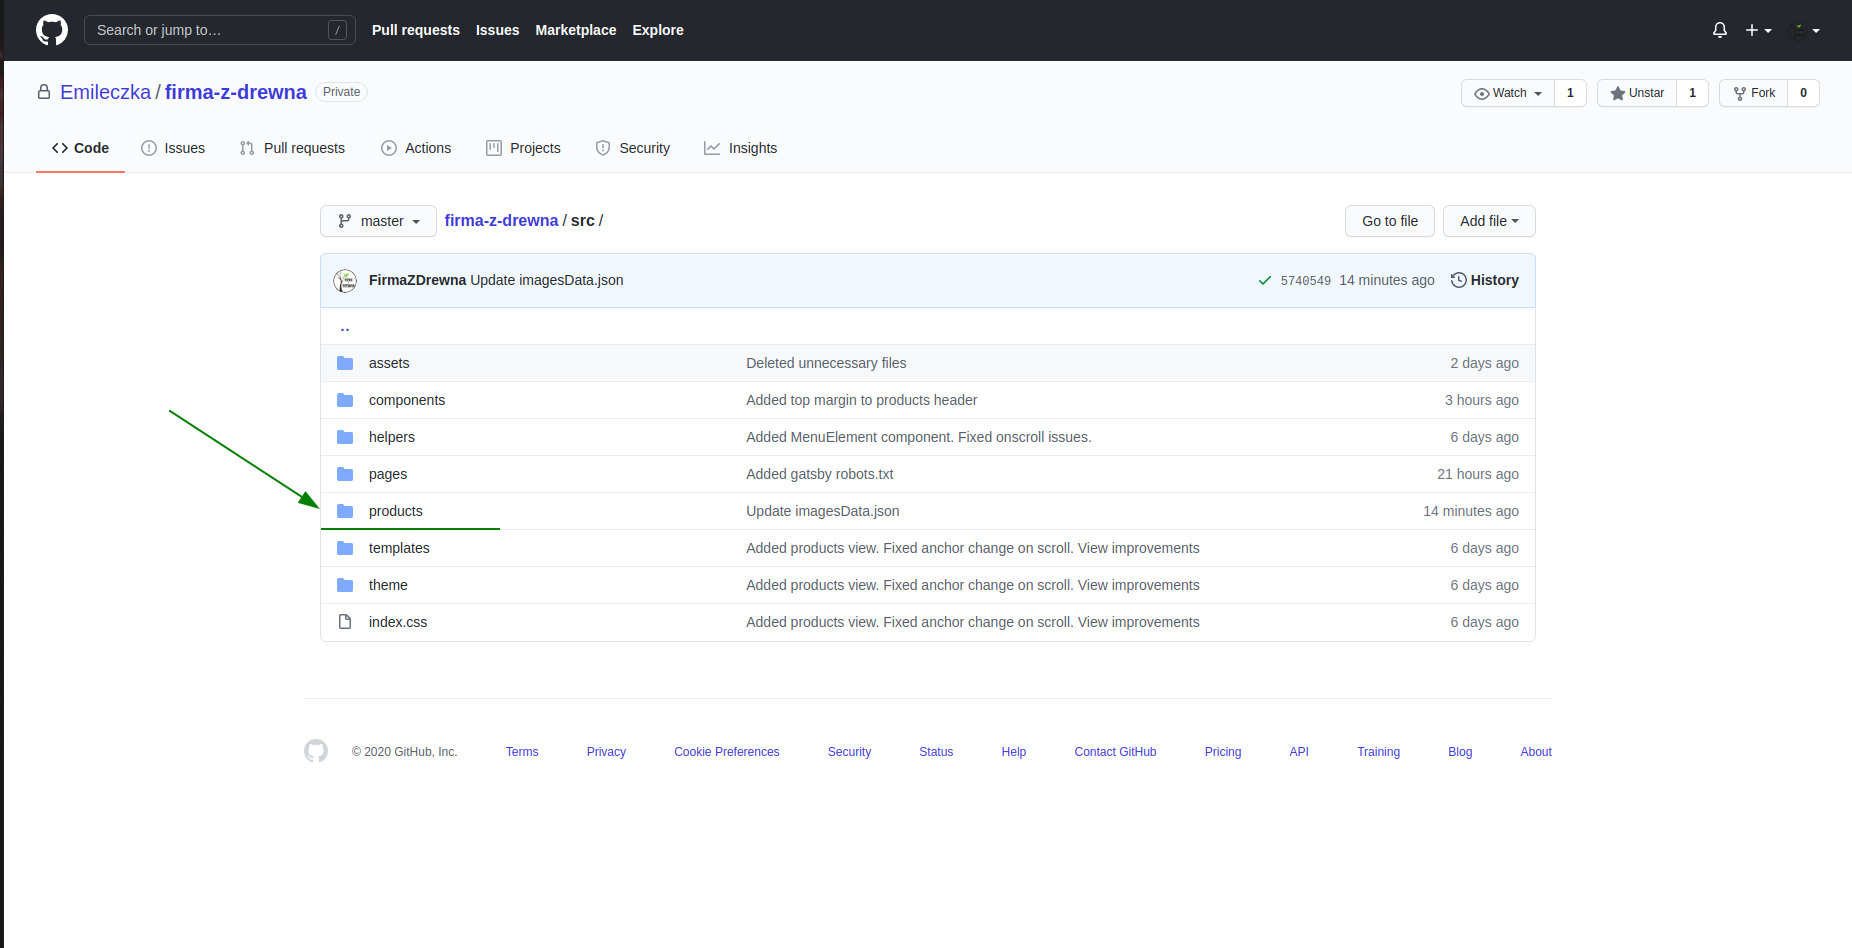 Search or jump to… /
Pull requests Issues Marketplace Explore
Emileczka / firma-z-drewna Private
Watch 1 Unstar 1 Fork 0
Code Issues Pull requests Actions Projects Security Insights
master firma-z-drewna / src / Go to file Add file
FirmaZDrewna Update imagesData.json 5740549 14 minutes ago History
..
assets Deleted unnecessary files 2 days ago
components Added top margin to products header 3 hours ago
helpers Added MenuElement component. Fixed onscroll issues. 6 days ago
pages Added gatsby robots.txt 21 hours ago
products Update imagesData.json 14 minutes ago
templates Added products view. Fixed anchor change on scroll. View improvements 6 days ago
theme Added products view. Fixed anchor change on scroll. View improvements 6 days ago
index.css Added products view. Fixed anchor change on scroll. View improvements 6 days ago
© 2020 GitHub, Inc. Terms Privacy Cookie Preferences Security Status Help Contact GitHub Pricing API Training Blog About